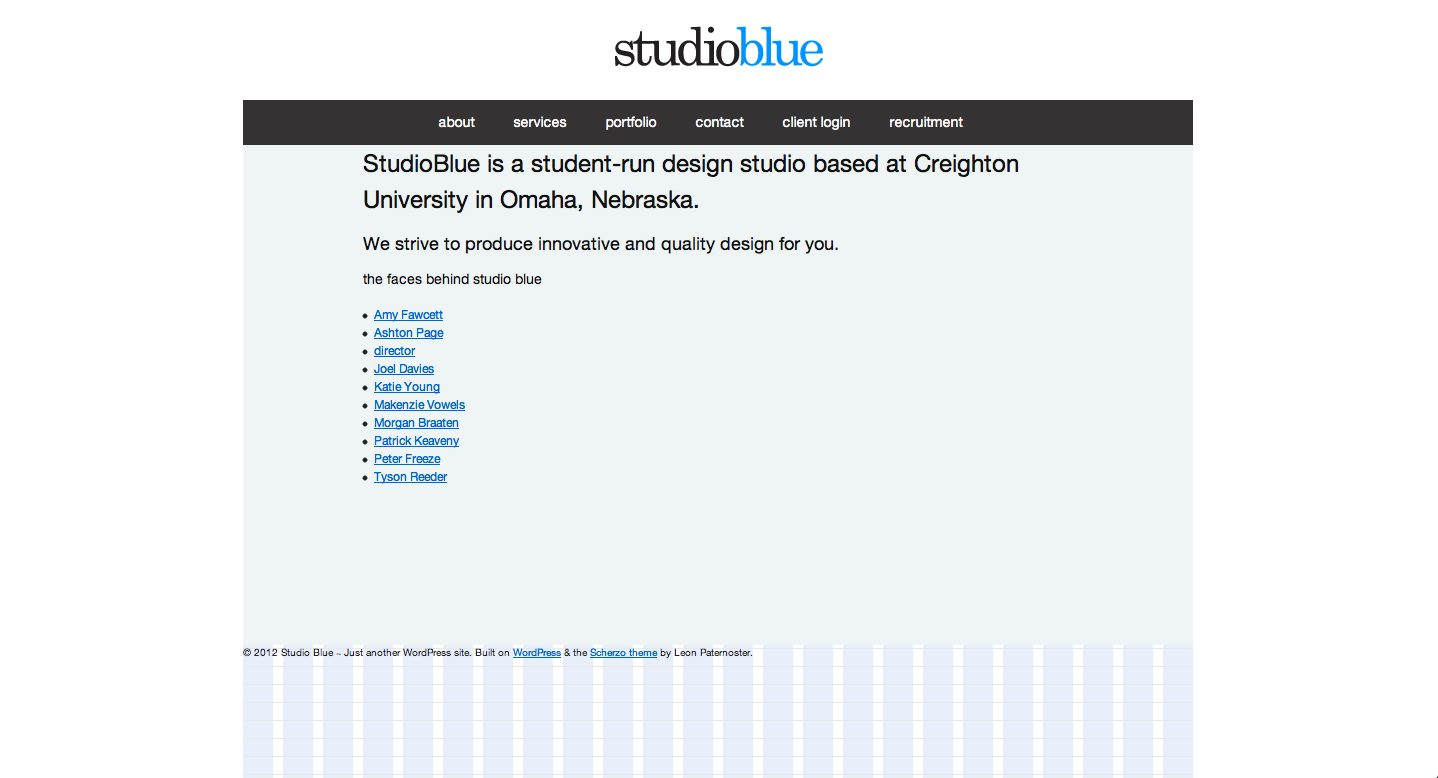 studioblue
about services portfolio contact client login recruitment
StudioBlue is a student-run design studio based at Creighton
University in Omaha, Nebraska.
We strive to produce innovative and quality design for you.
the faces behind studio blue
Amy Fawcett
Ashton Page
director
Joel Davies
Katie Young
Makenzie Vowels
Morgan Braaten
Patrick Keaveny
Peter Freeze
Tyson Reeder
© 2012 Studio Blue ~ Just another WordPress site. Built on WordPress & the Scherzo theme by Leon Paternoster.